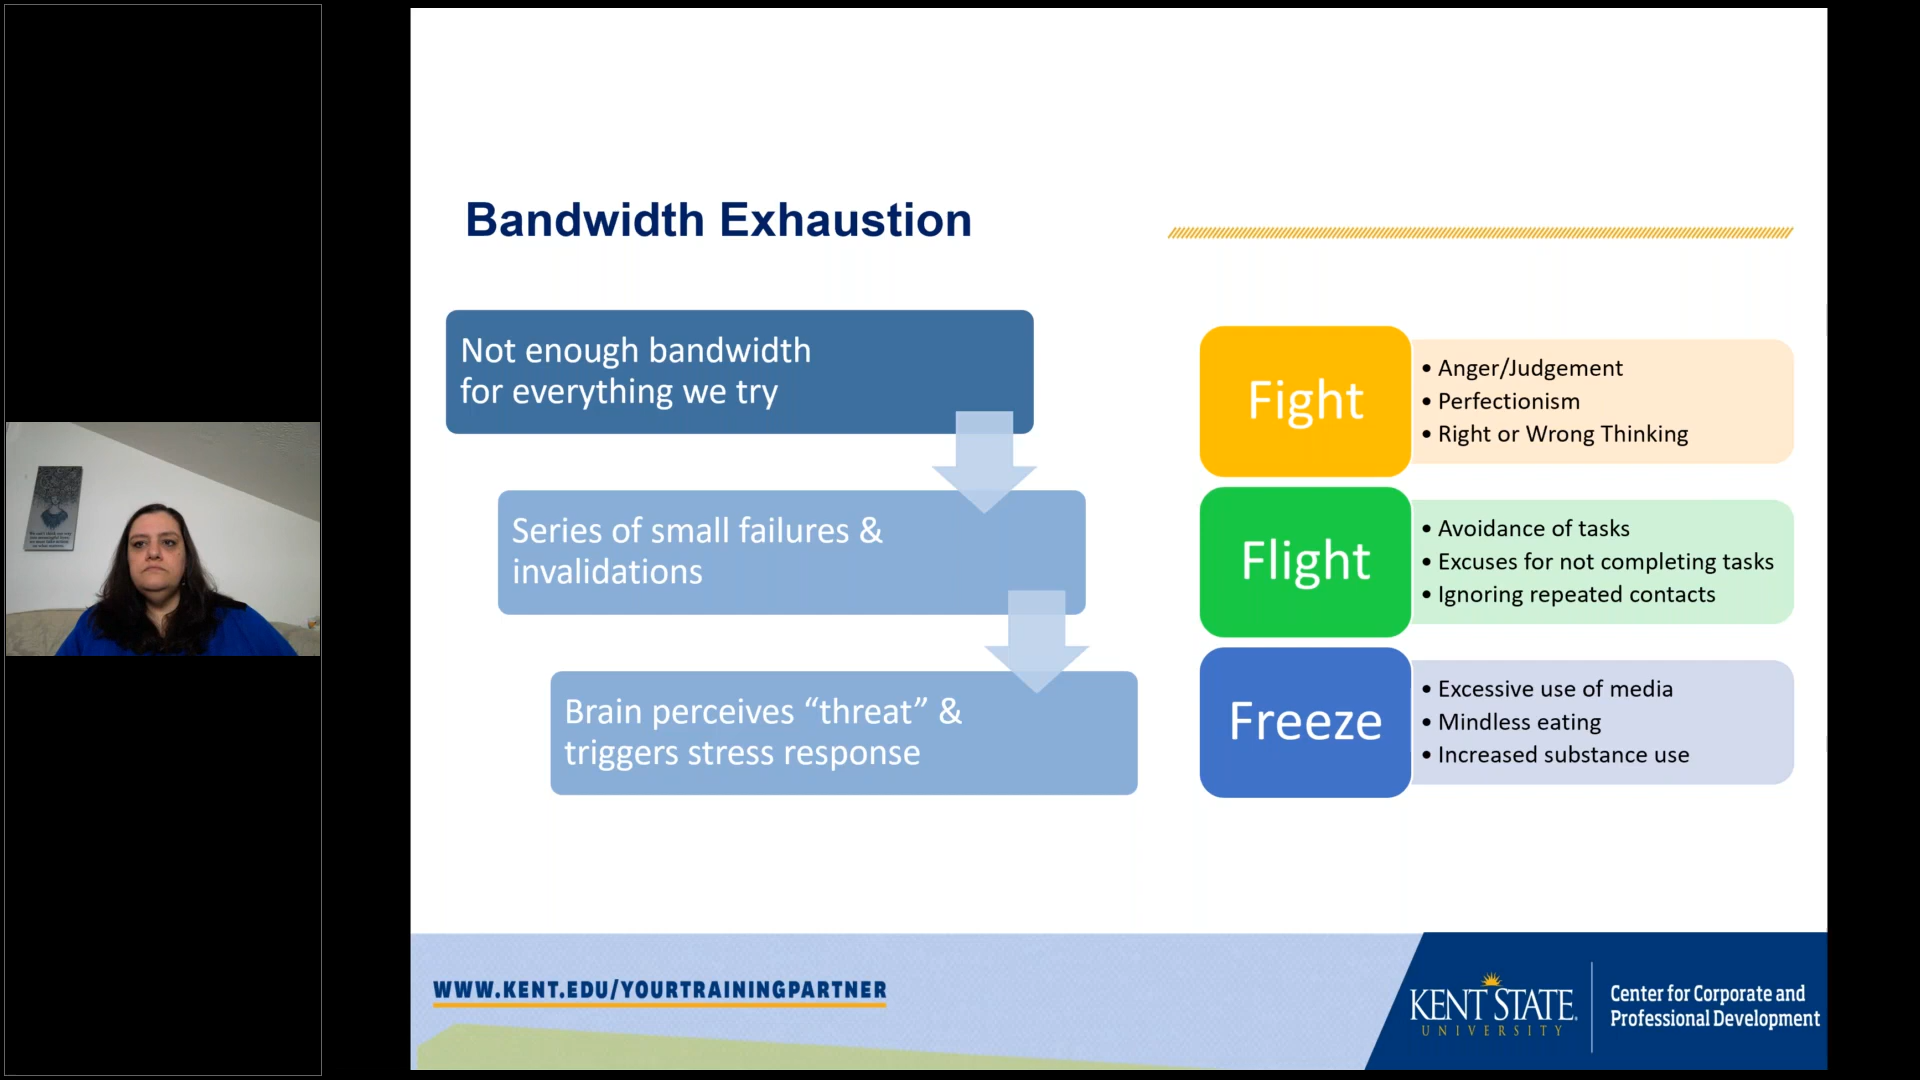 Bandwidth Exhaustion
Not enough bandwidth
for everything we try
Series of small failures &
invalidations
Brain perceives “threat” &
triggers stress response
Fight
• Anger/Judgement
• Perfectionism
• Right or Wrong Thinking
Flight
• Avoidance of tasks
• Excuses for not completing tasks
• Ignoring repeated contacts
Freeze
• Excessive use of media
• Mindless eating
• Increased substance use
WWW.KENT.EDU/YOURTRAININGPARTNER
KENT STATE.
UNIVERSITY
Center for Corporate and
Professional Development